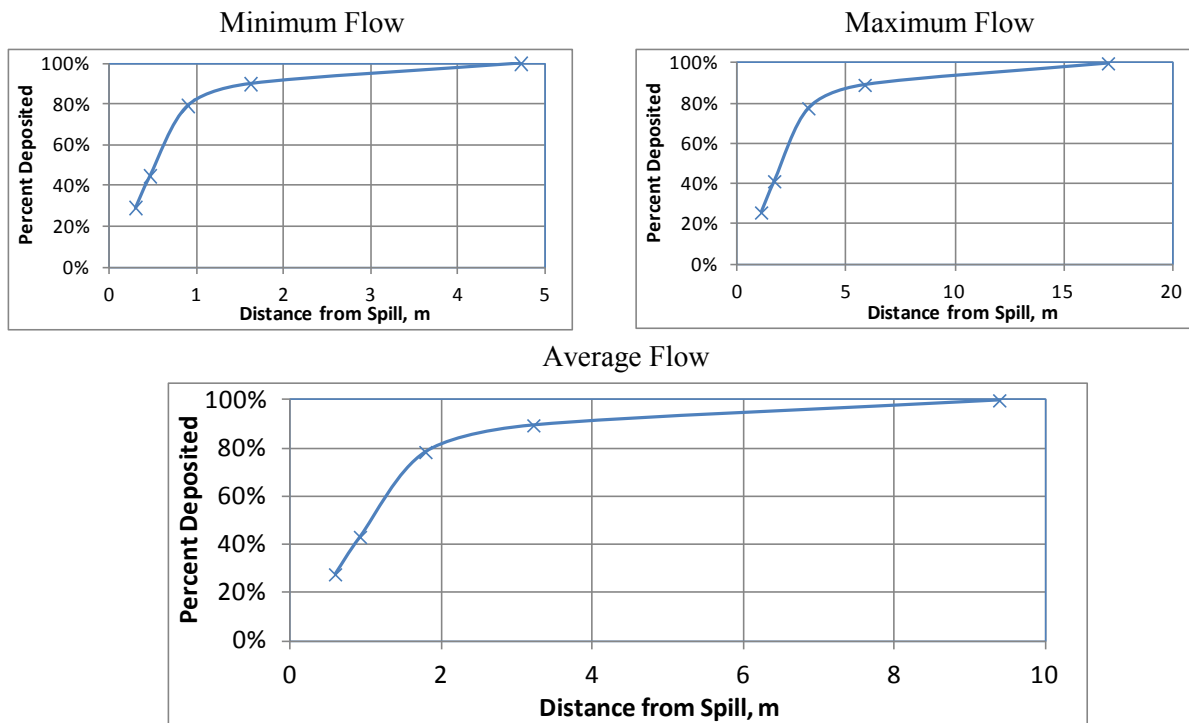 Minimum Flow
Percent Deposited
100%
80%
60%
40%
20%
0%
0 1 2 3 4 5
Distance from Spill, m
Maximum Flow
Percent Deposited
100%
80%
60%
40%
20%
0%
0 5 10 15 20
Distance from Spill, m
Average Flow
Percent Deposited
100%
80%
60%
40%
20%
0%
0 2 4 6 8 10
Distance from Spill, m